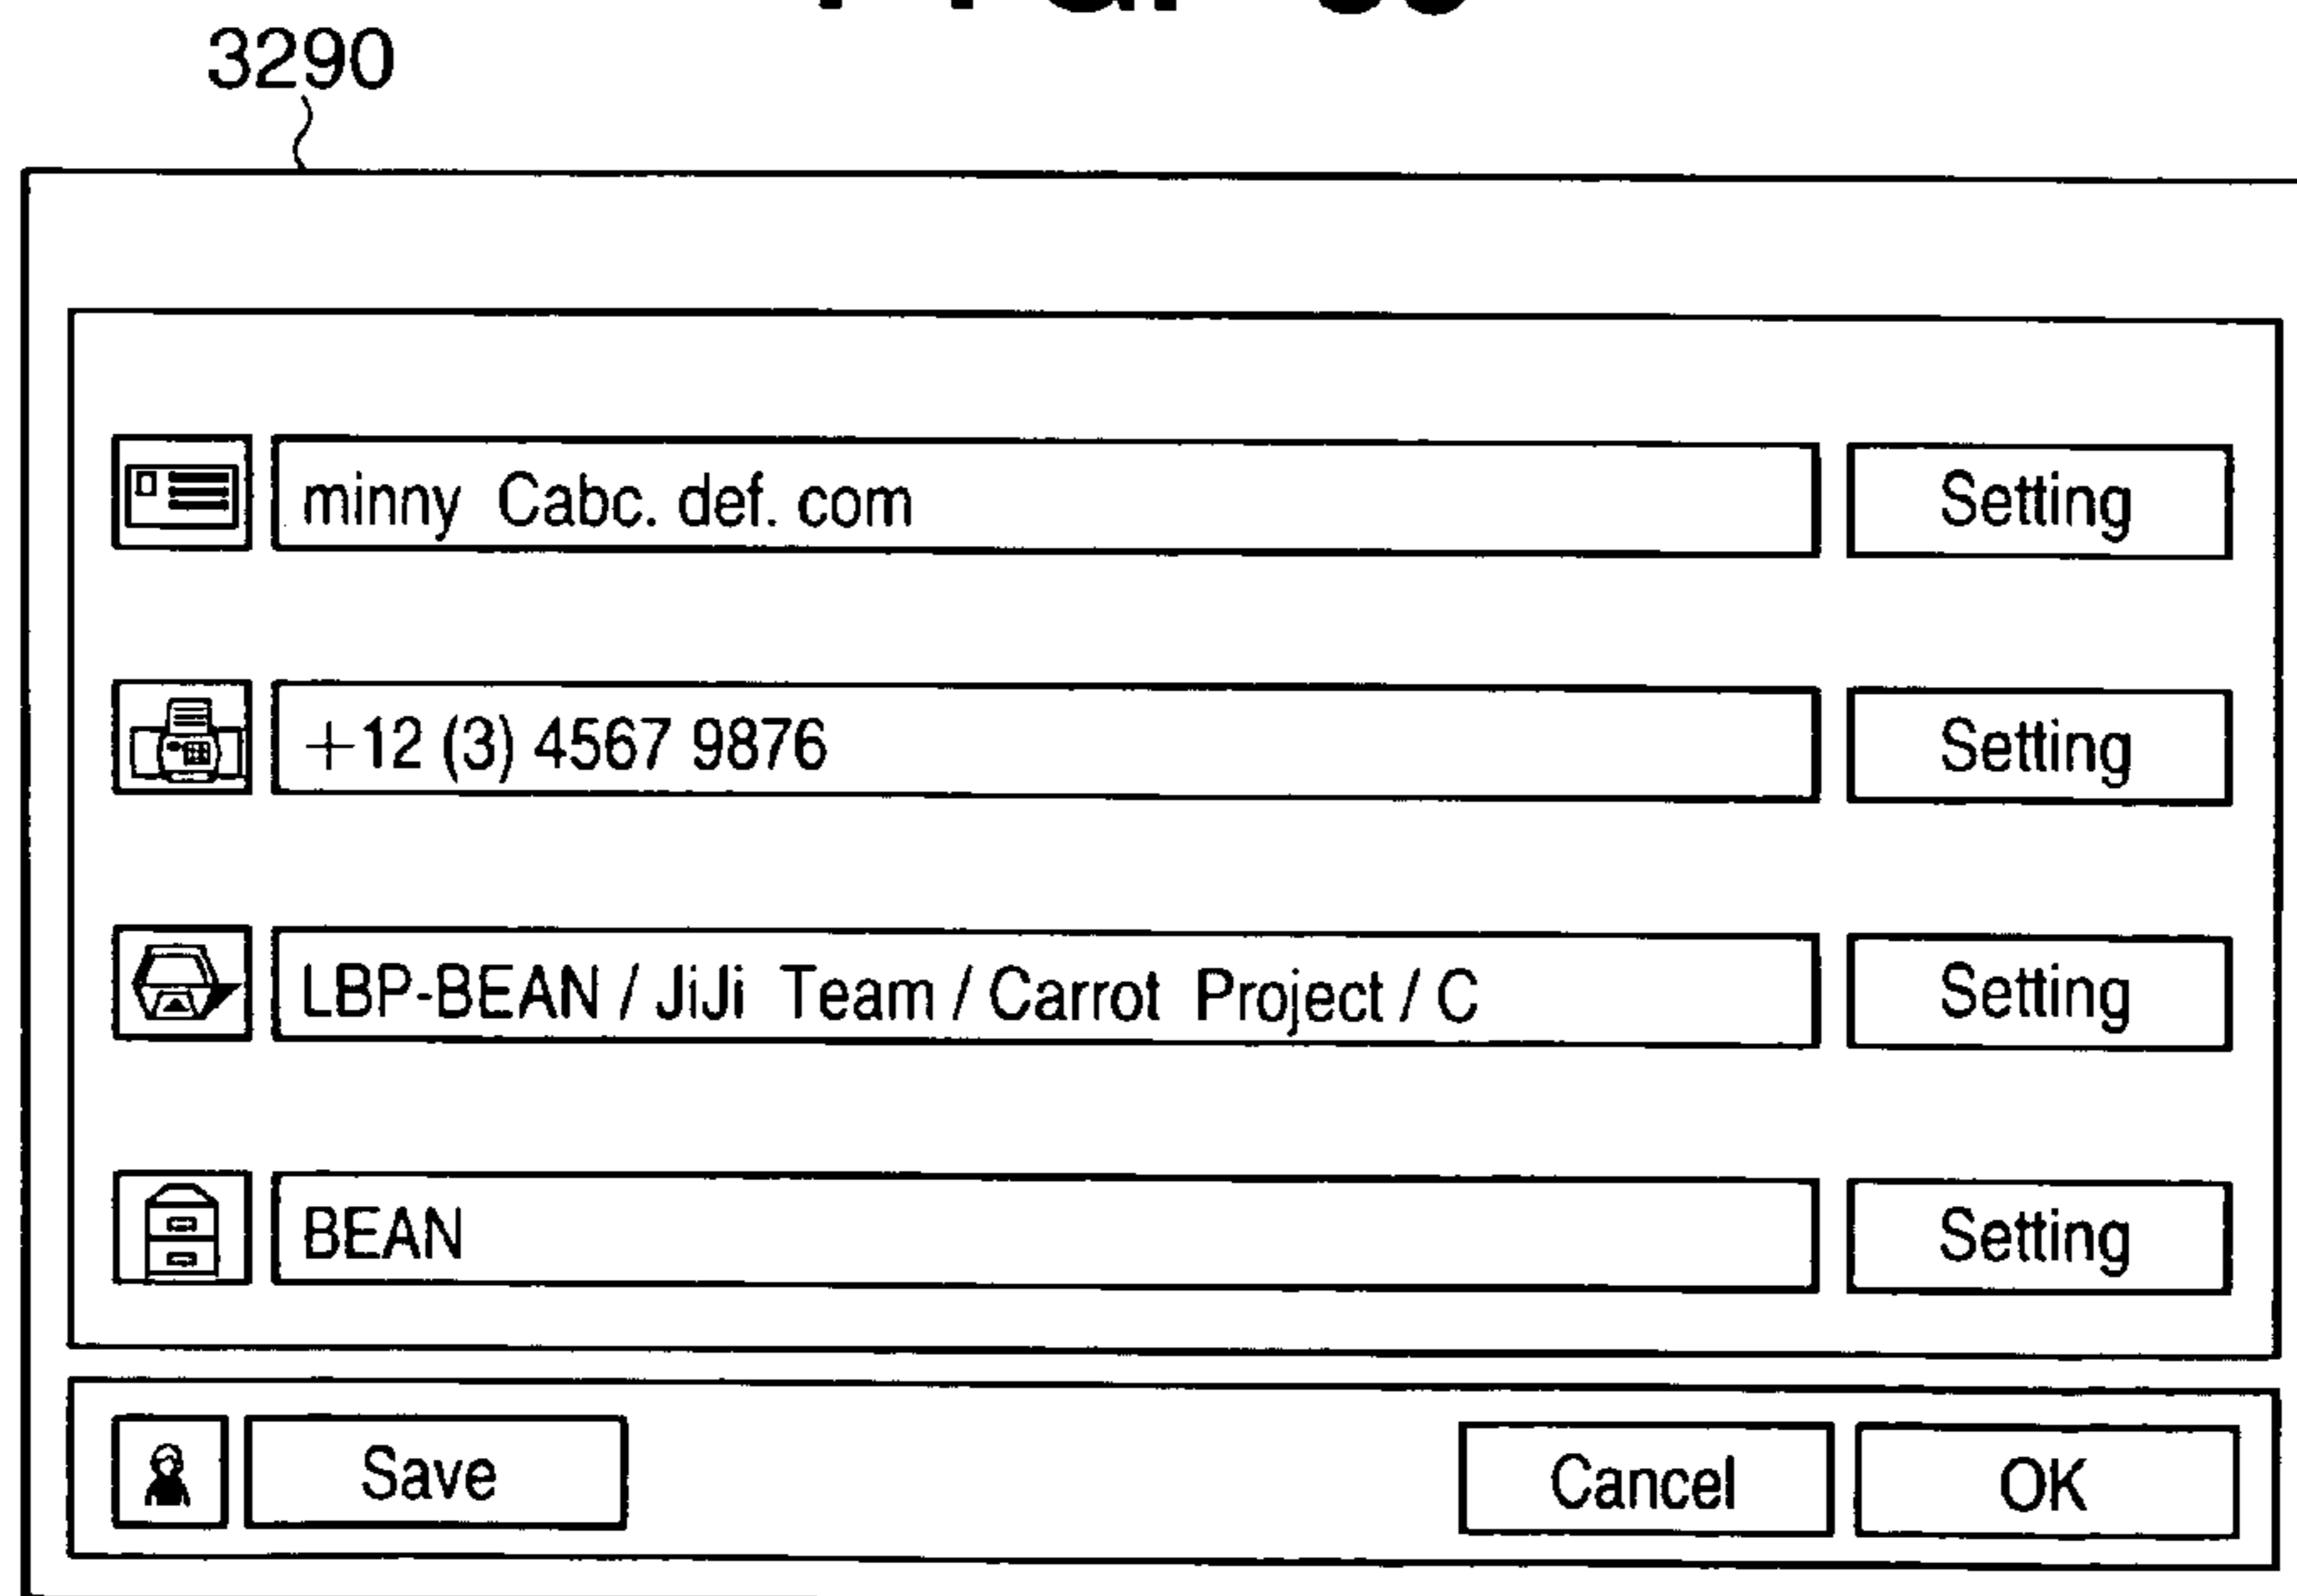 3290
minny Cabc. def. com Setting
+12 (3) 4567 9876 Setting
LBP-BEAN / JiJi Team / Carrot Project / C Setting
BEAN Setting
Save Cancel OK